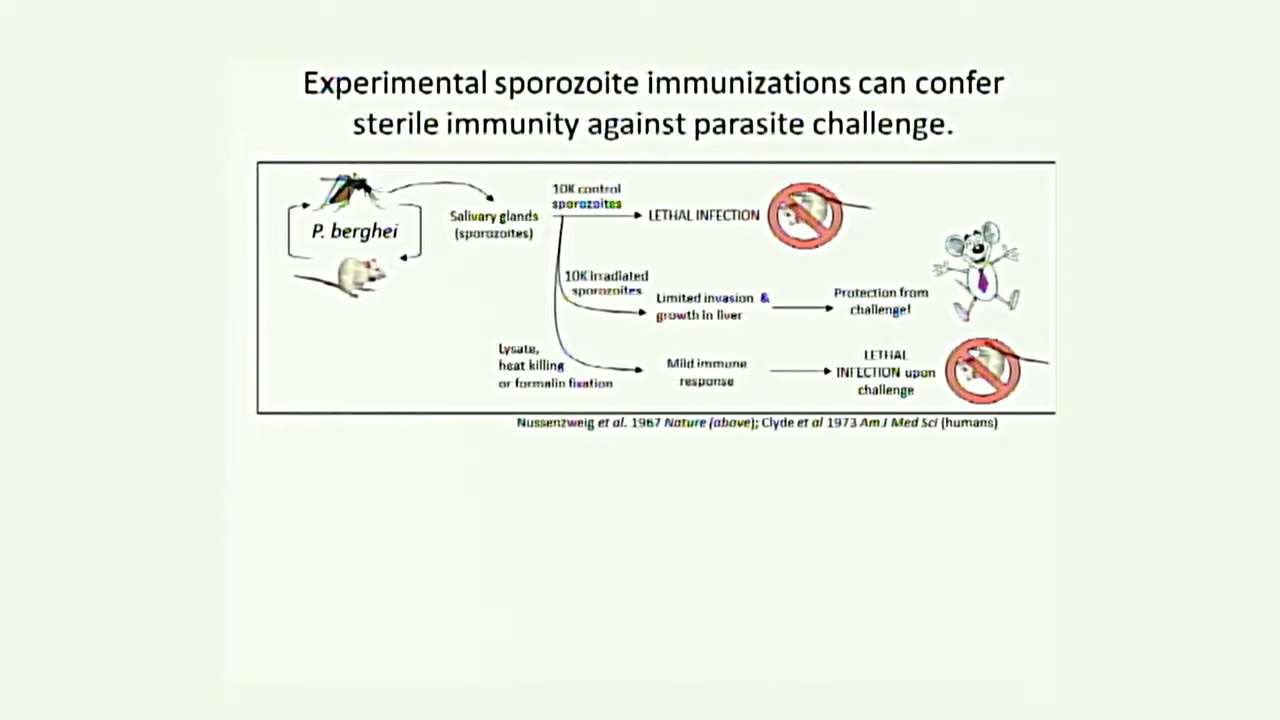 Experimental sporozoite immunizations can confer
sterile immunity against parasite challenge.
P. berghei
Salivary glands
(sporozoites)
10K control
sporozoites
LETHAL INFECTION
10K irradiated
sporozoites
Limited invasion &
growth in liver
Protection from
challenge!
Lysate,
heat killing
or formalin fixation
Mild immune
response
LETHAL
INFECTION upon
challenge
Nussenzweig et al. 1967 Nature (above); Clyde et al 1973 Am J Med Sci (humans)